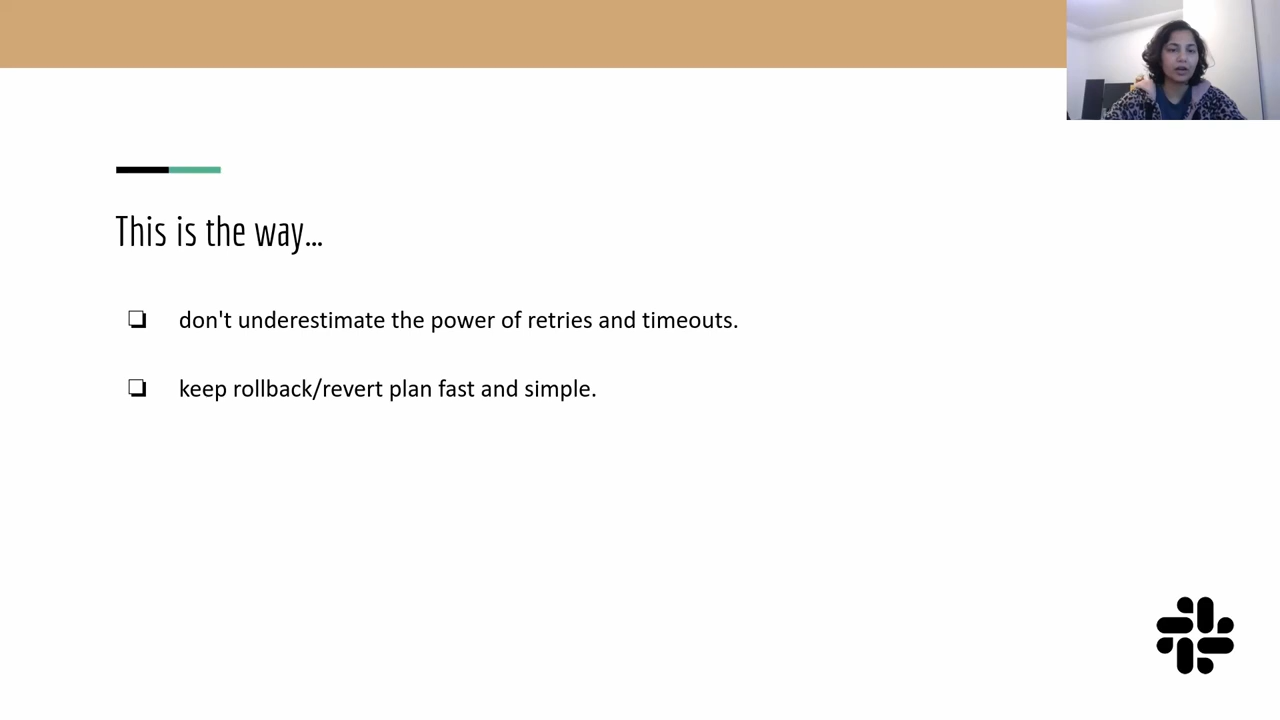 This is the way...
❏ don't underestimate the power of retries and timeouts.
❏ keep rollback/revert plan fast and simple.